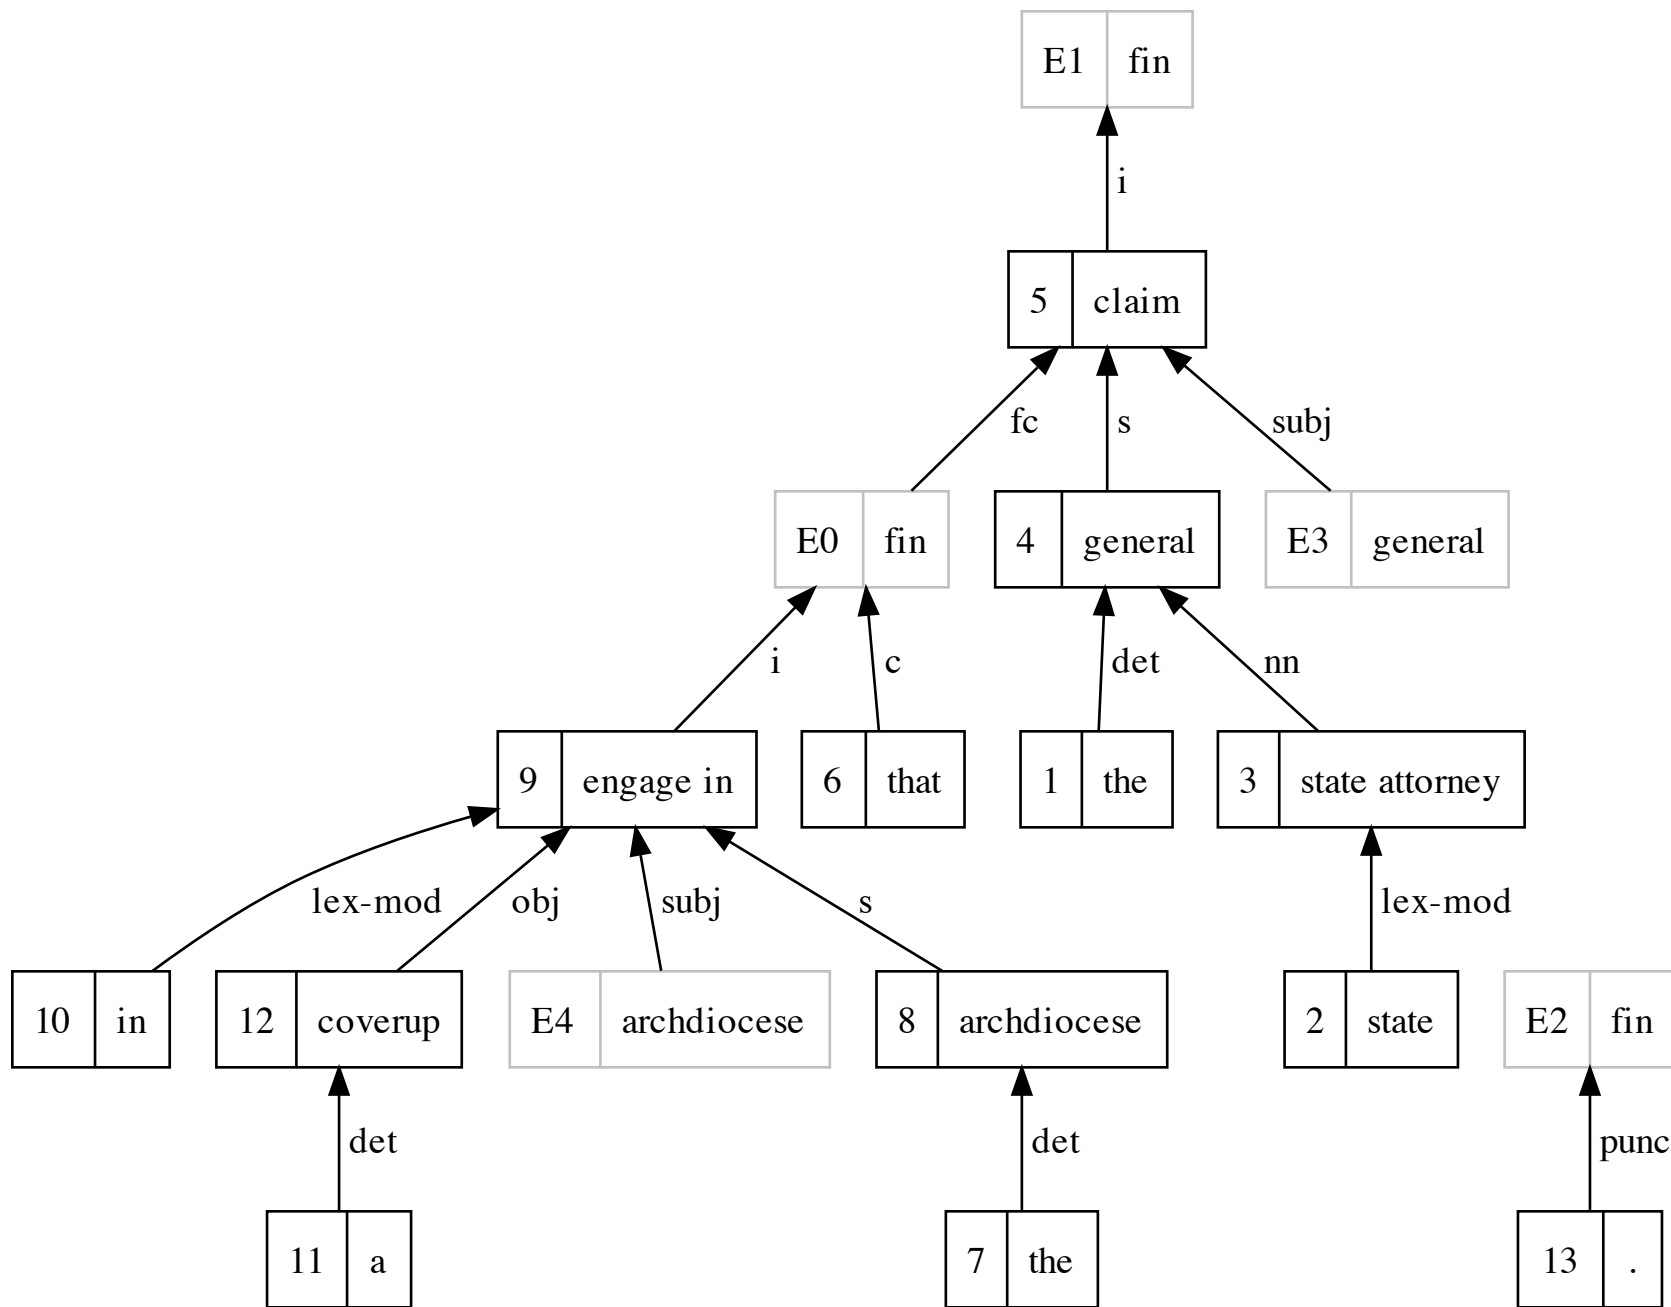 E1 fin
i
5 claim
fc s subj
E0 fin 4 general E3 general
i c det nn
9 engage in 6 that 1 the 3 state attorney
lex-mod obj subj s lex-mod
10 in 12 coverup E4 archdiocese 8 archdiocese 2 state E2 fin
det det punc
11 a 7 the 13 .